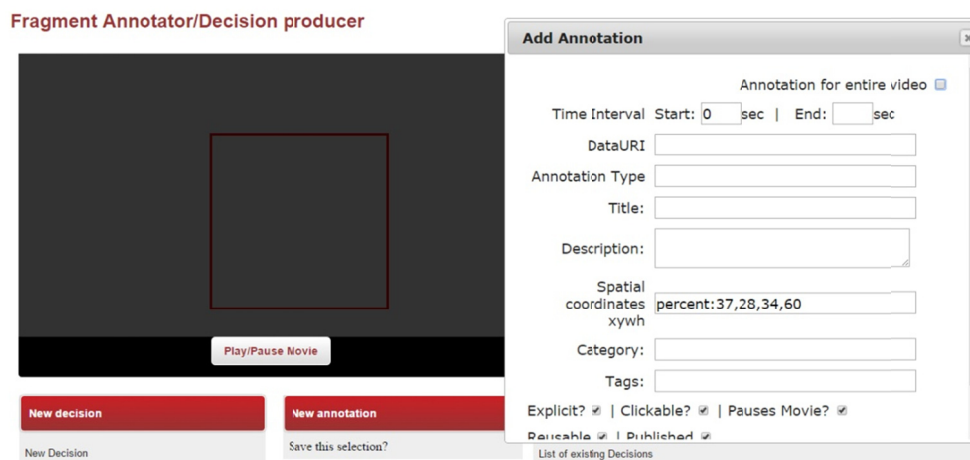 Fragment Annotator/Decision producer
Play/Pause Movie
New decision
New Decision
New annotation
Save this selection?
Add Annotation
Annotation for entire video
Time Interval Start: 0 sec | End: sec
DataURI
Annotation Type
Title:
Description:
Spatial
coordinates percent:37,28,34,60
xywh
Category:
Tags:
Explicit? | Clickable? | Pauses Movie?
Reusable | Published
List of existing Decisions